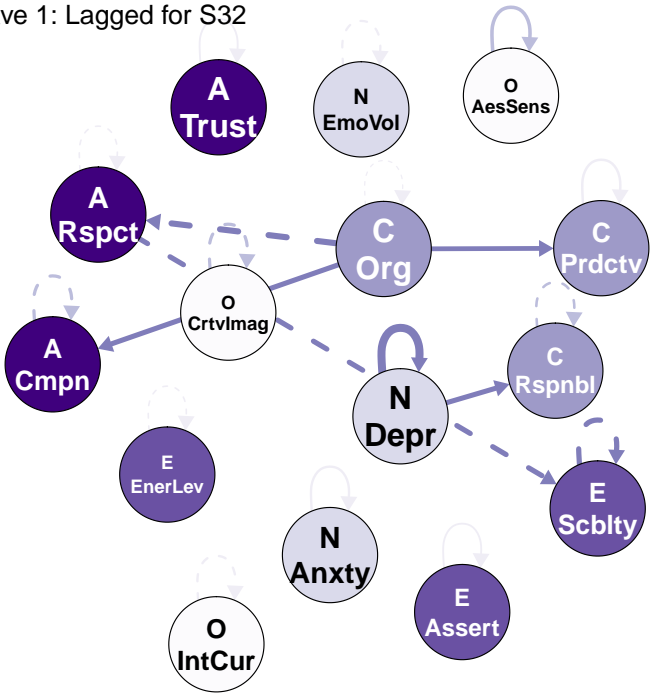 ve 1: Lagged for S32
A
Trust
N
EmoVol
O
AesSens
A
Rspct
C
Org
C
Prdctv
O
CrtvImag
A
Cmpn
C
Rspnbl
N
Depr
E
EnerLev
E
Scblty
N
Anxty
E
Assert
O
IntCur